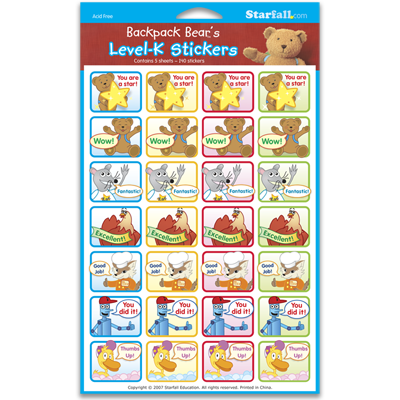 Acid Free
Backpack Bear's
Level-K Stickers
Contains 5 sheets - 140 stickers
Starfall.com
You are
a star!
You are
a star!
You are
a star!
You are
a star!
Wow!
Wow!
Wow!
Wow!
Fantastic!
Fantastic!
Fantastic!
Fantastic!
Excellent!
Excellent!
Excellent!
Excellent!
Good
Job!
Good
Job!
Good
Job!
Good
Job!
You
did it!
You
did it!
You
did it!
You
did it!
Thumbs
Up!
Thumbs
Up!
Thumbs
Up!
Thumbs
Up!
Copyright © 2007 Starfall Education. All Rights Reserved. Printed in China.